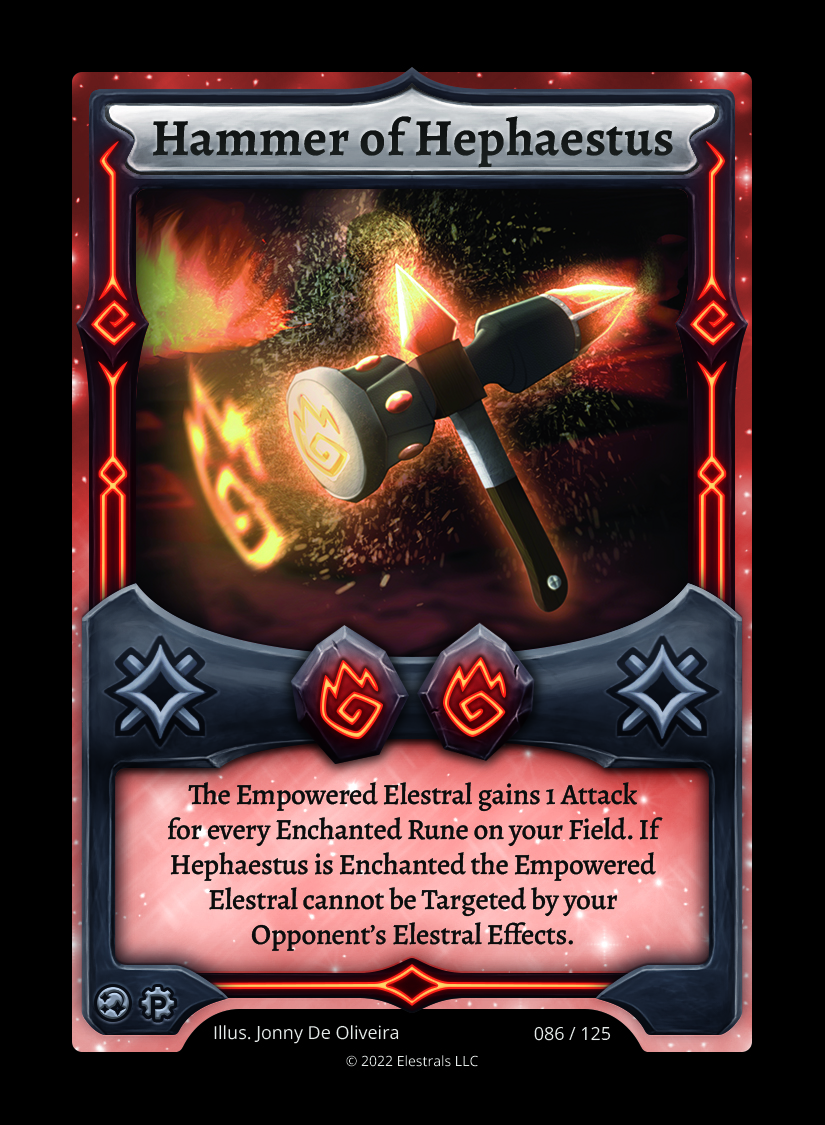 Hammer of Hephaestus
The Empowered Elestral gains 1 Attack
for every Enchanted Rune on your Field. If
Hephaestus is Enchanted the Empowered
Elestral cannot be Targeted by your
Opponent's Elestral Effects.
P
Illus. Jonny De Oliveira 086 / 125
© 2022 Elestrals LLC